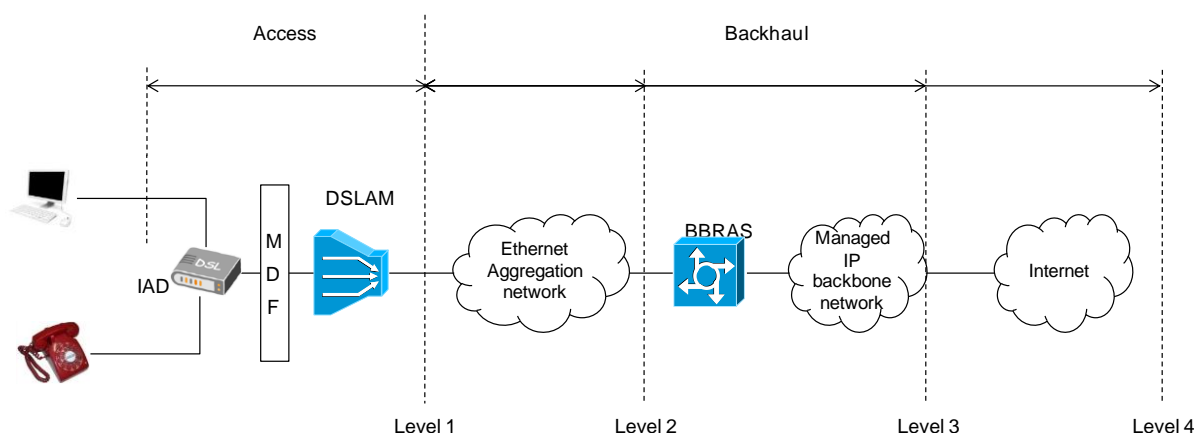 Access
Backhaul
DSLAM
BBRAS
M
D
F
DSL
IAD
Ethernet
Aggregation
network
Managed
IP
backbone
network
Internet
Level 1
Level 2
Level 3
Level 4